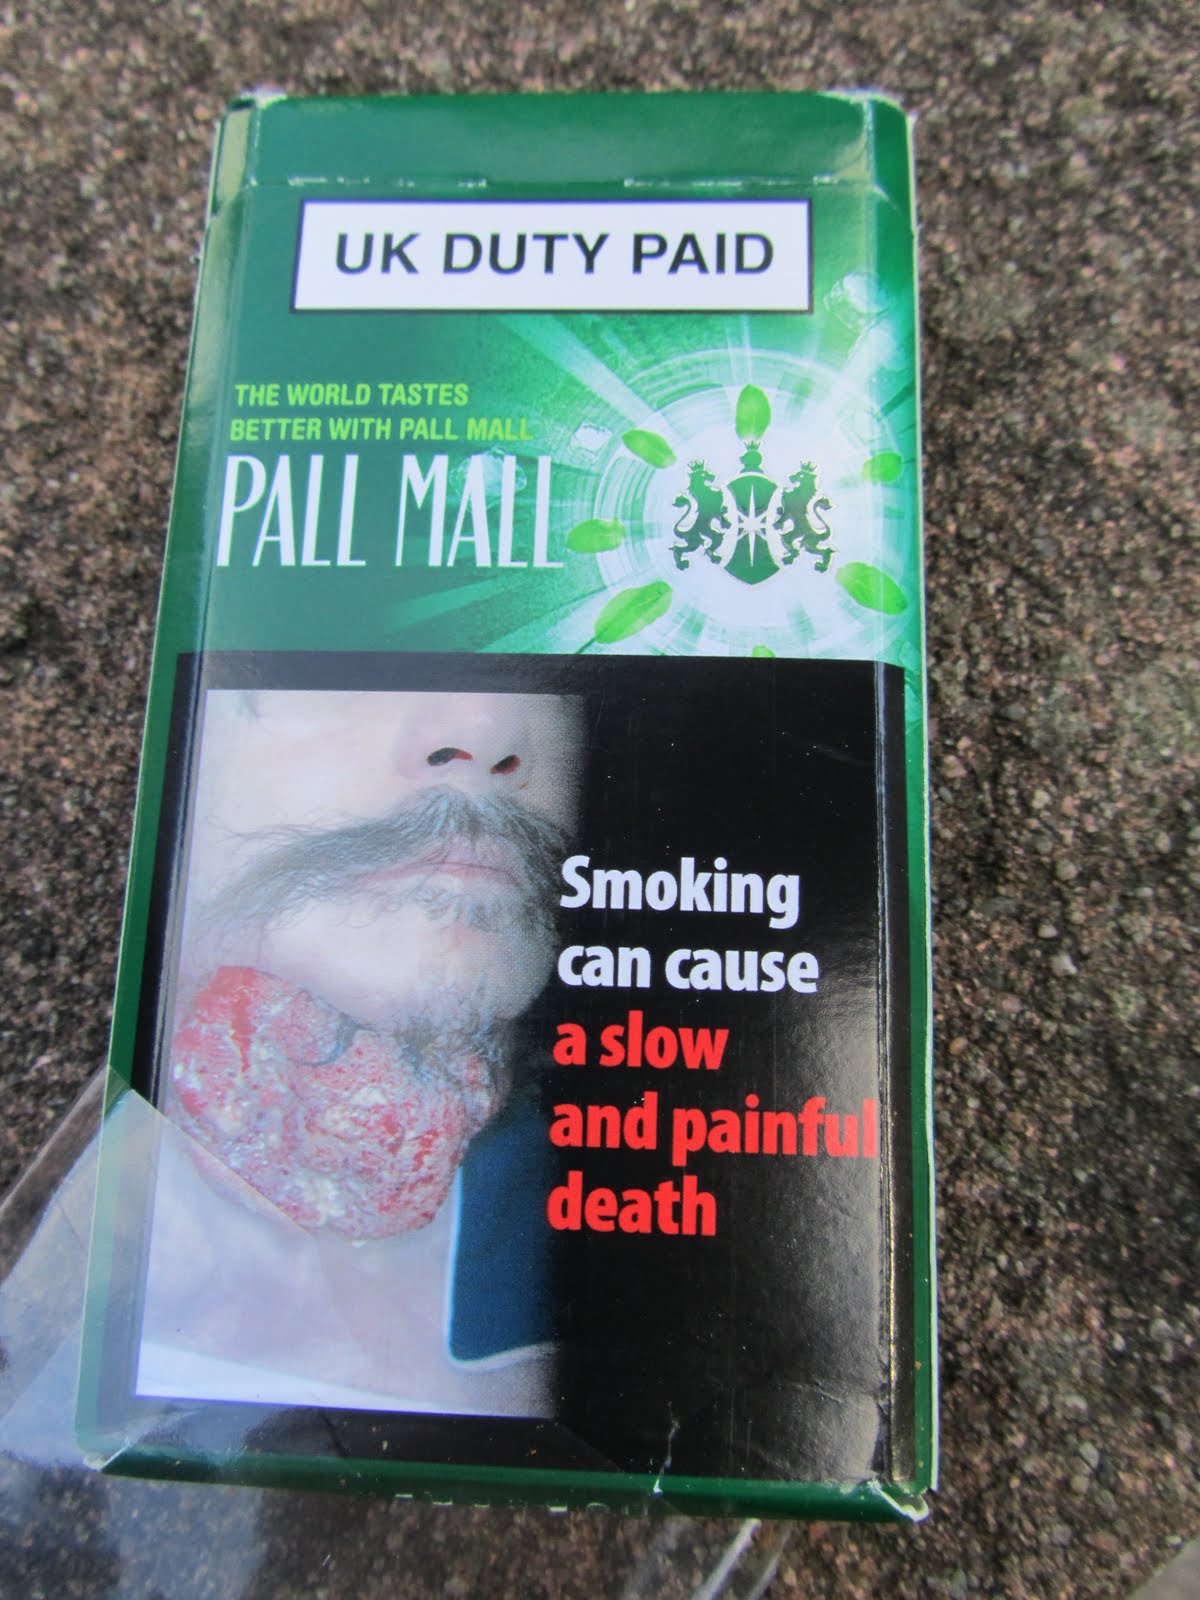 UK DUTY PAID
THE WORLD TASTES
BETTER WITH PALL MALL
PALL MALL
Smoking
can cause
a slow
and painful
death